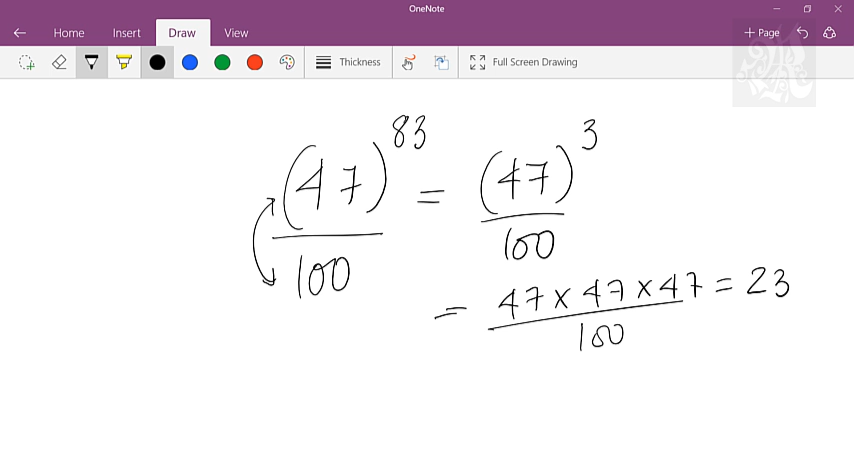 OneNote
Home Insert Draw View + Page
Thickness Full Screen Drawing
(47)^83 / 100 = (47)^3 / 100
= 47 x 47 x 47 / 100 = 23